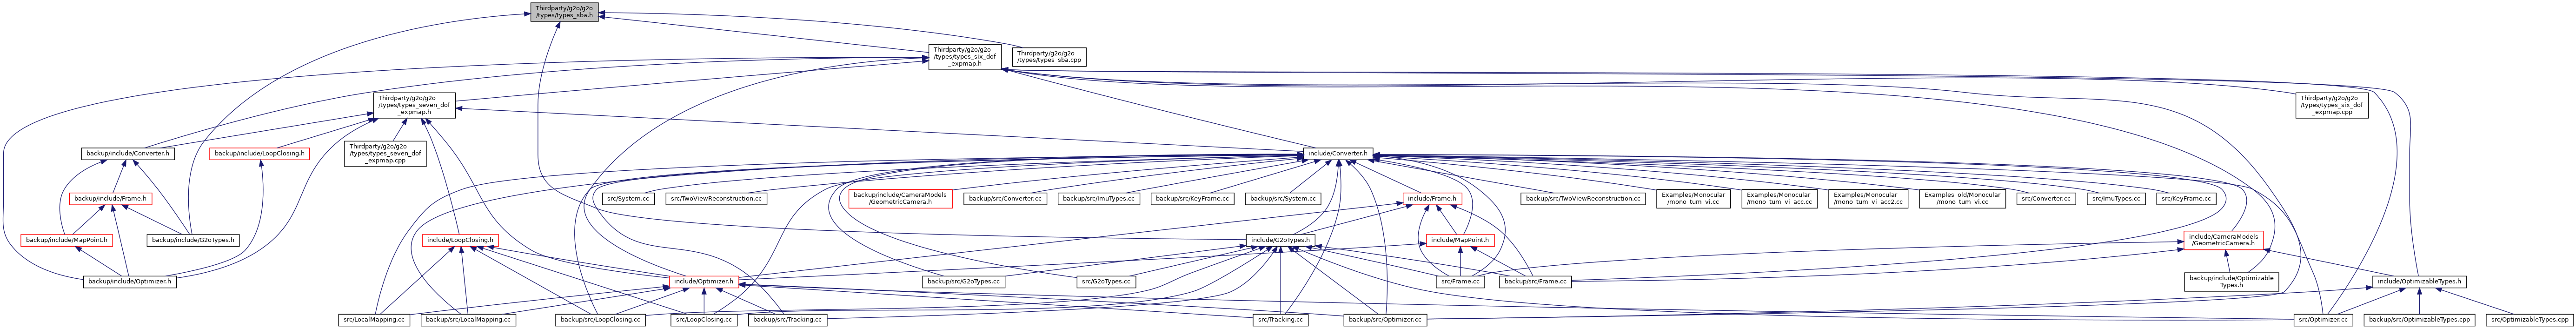 Thirdparty/g2o/g2o
/types/types_sba.h
Thirdparty/g2o/g2o
/types/types_six_dof
_expmap.h
Thirdparty/g2o/g2o
/types/types_sba.cpp
Thirdparty/g2o/g2o
/types/types_seven_dof
_expmap.h
Thirdparty/g2o/g2o
/types/types_six_dof
_expmap.cpp
backup/include/Converter.h
backup/include/LoopClosing.h
Thirdparty/g2o/g2o
/types/types_seven_dof
_expmap.cpp
include/Converter.h
backup/include/Frame.h
src/System.cc
src/TwoViewReconstruction.cc
backup/include/CameraModels
/GeometricCamera.h
backup/src/Converter.cc
backup/src/ImuTypes.cc
backup/src/KeyFrame.cc
backup/src/System.cc
include/Frame.h
backup/src/TwoViewReconstruction.cc
Examples/Monocular
/mono_tum_vi.cc
Examples/Monocular
/mono_tum_vi_acc.cc
Examples/Monocular
/mono_tum_vi_acc2.cc
Examples_old/Monocular
/mono_tum_vi.cc
src/Converter.cc
src/ImuTypes.cc
src/KeyFrame.cc
backup/include/MapPoint.h
backup/include/G2oTypes.h
include/LoopClosing.h
include/G2oTypes.h
include/MapPoint.h
include/CameraModels
/GeometricCamera.h
backup/include/Optimizer.h
include/Optimizer.h
backup/src/G2oTypes.cc
src/G2oTypes.cc
src/Frame.cc
backup/src/Frame.cc
backup/include/Optimizable
Types.h
include/OptimizableTypes.h
src/LocalMapping.cc
backup/src/LocalMapping.cc
backup/src/LoopClosing.cc
src/LoopClosing.cc
backup/src/Tracking.cc
src/Tracking.cc
backup/src/Optimizer.cc
src/Optimizer.cc
backup/src/OptimizableTypes.cpp
src/OptimizableTypes.cpp